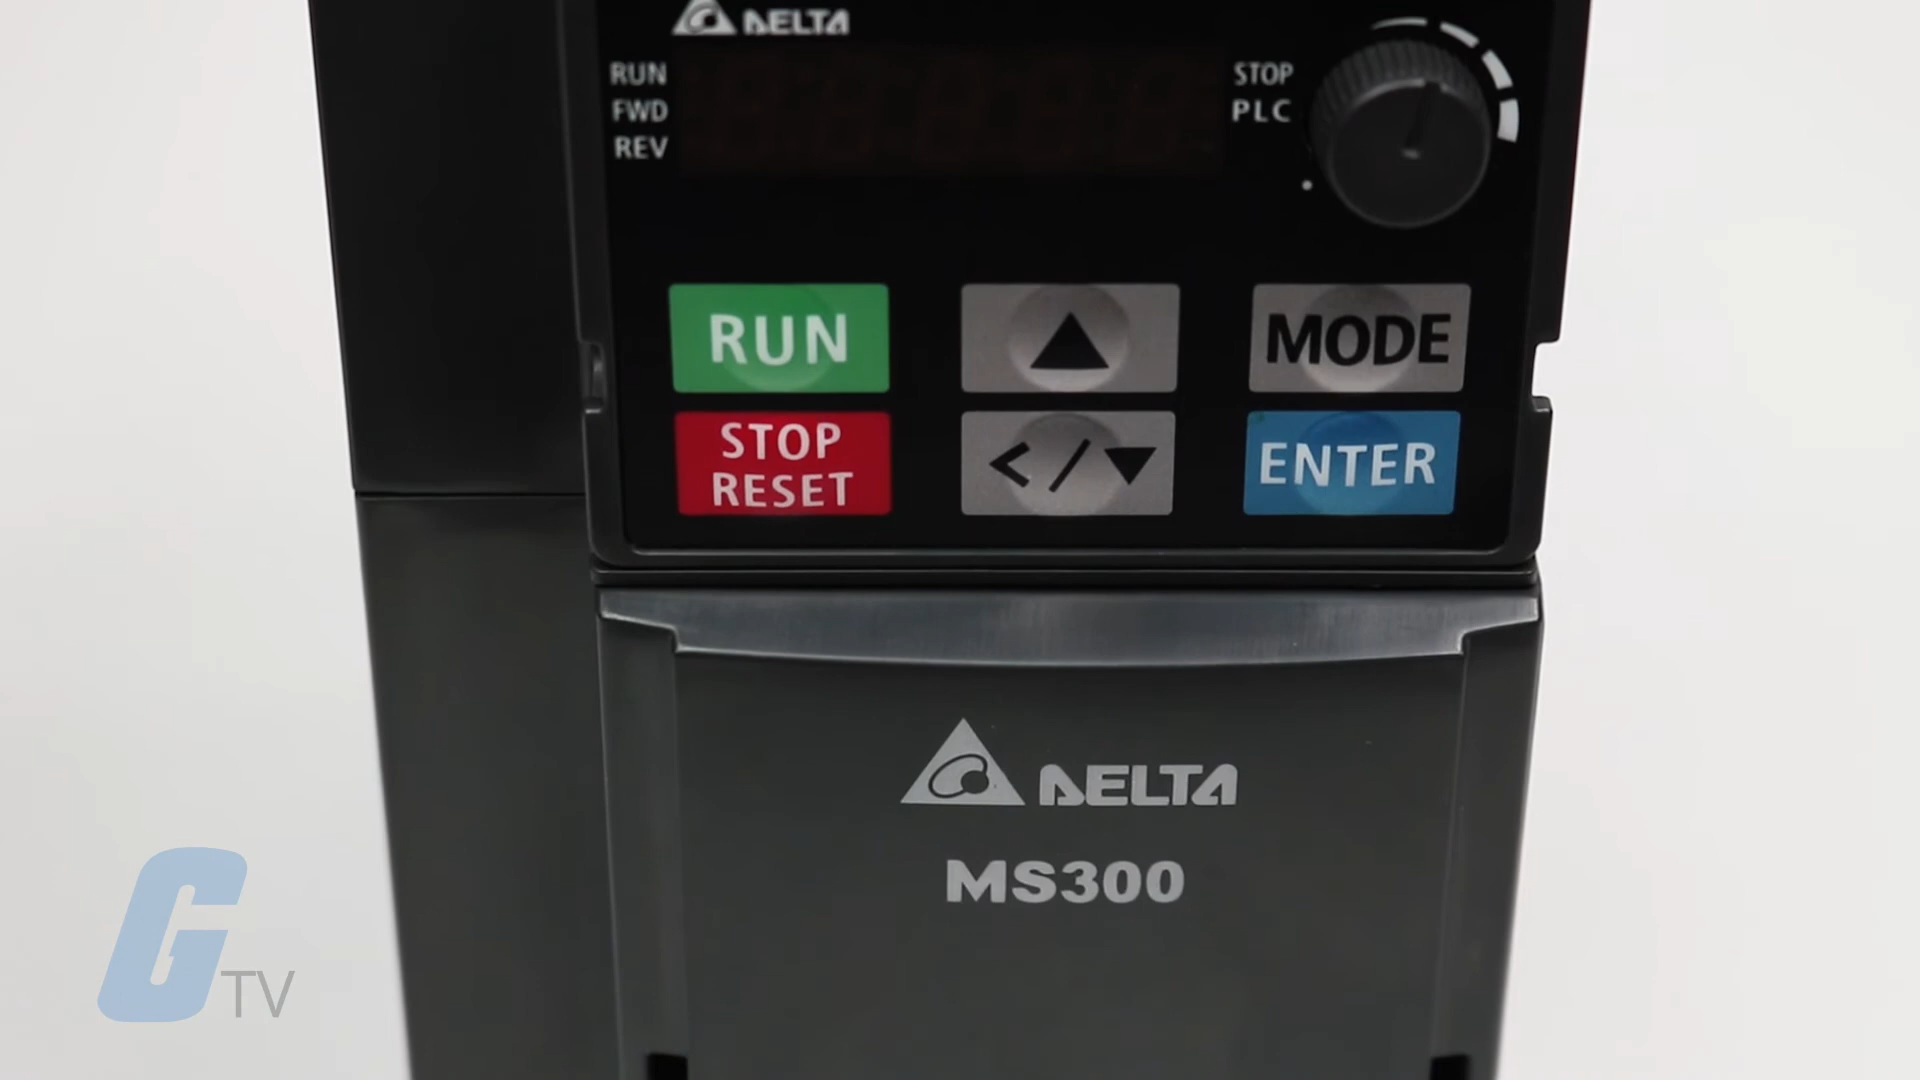 DELTA
RUN
FWD
REV
STOP
PLC
RUN
MODE
STOP
RESET
< / ▼
ENTER
DELTA
MS300
G TV